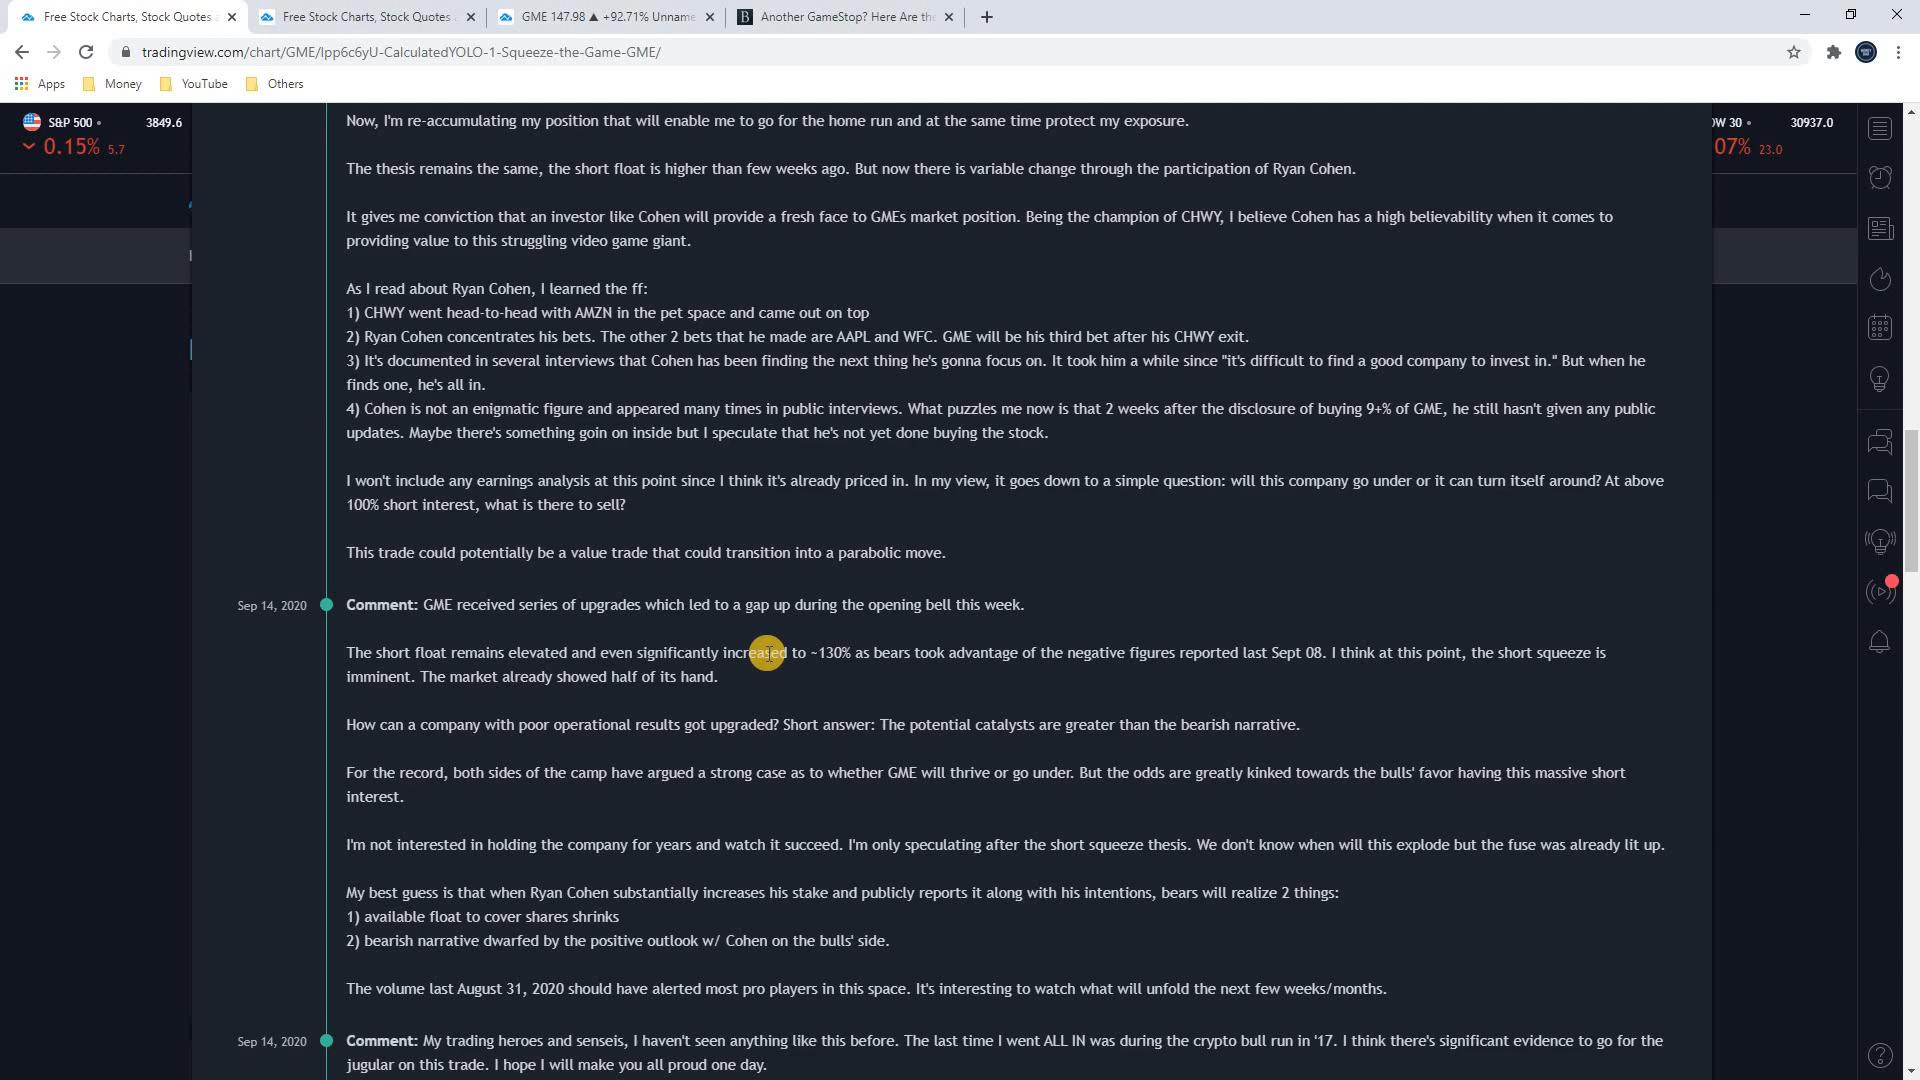 Free Stock Charts, Stock Quotes a
Free Stock Charts, Stock Quotes a
GME 147.98 ▲ +92.71% Unname
B Another GameStop? Here Are the
tradingview.com/chart/GME/lpp6c6yU-CalculatedYOLO-1-Squeeze-the-Game-GME/
Apps Money YouTube Others
S&P 500 3849.6
0.15% 5.7
OW 30 30937.0
07% 23.0
Now, I'm re-accumulating my position that will enable me to go for the home run and at the same time protect my exposure.
The thesis remains the same, the short float is higher than few weeks ago. But now there is variable change through the participation of Ryan Cohen.
It gives me conviction that an investor like Cohen will provide a fresh face to GMEs market position. Being the champion of CHWY, I believe Cohen has a high believability when it comes to
providing value to this struggling video game giant.
As I read about Ryan Cohen, I learned the ff:
1) CHWY went head-to-head with AMZN in the pet space and came out on top
2) Ryan Cohen concentrates his bets. The other 2 bets that he made are AAPL and WFC. GME will be his third bet after his CHWY exit.
3) It's documented in several interviews that Cohen has been finding the next thing he's gonna focus on. It took him a while since "it's difficult to find a good company to invest in." But when he
finds one, he's all in.
4) Cohen is not an enigmatic figure and appeared many times in public interviews. What puzzles me now is that 2 weeks after the disclosure of buying 9+% of GME, he still hasn't given any public
updates. Maybe there's something goin on inside but I speculate that he's not yet done buying the stock.
I won't include any earnings analysis at this point since I think it's already priced in. In my view, it goes down to a simple question: will this company go under or it can turn itself around? At above
100% short interest, what is there to sell?
This trade could potentially be a value trade that could transition into a parabolic move.
Sep 14, 2020 Comment: GME received series of upgrades which led to a gap up during the opening bell this week.
The short float remains elevated and even significantly increased to ~130% as bears took advantage of the negative figures reported last Sept 08. I think at this point, the short squeeze is
imminent. The market already showed half of its hand.
How can a company with poor operational results got upgraded? Short answer: The potential catalysts are greater than the bearish narrative.
For the record, both sides of the camp have argued a strong case as to whether GME will thrive or go under. But the odds are greatly kinked towards the bulls' favor having this massive short
interest.
I'm not interested in holding the company for years and watch it succeed. I'm only speculating after the short squeeze thesis. We don't know when will this explode but the fuse was already lit up.
My best guess is that when Ryan Cohen substantially increases his stake and publicly reports it along with his intentions, bears will realize 2 things:
1) available float to cover shares shrinks
2) bearish narrative dwarfed by the positive outlook w/ Cohen on the bulls' side.
The volume last August 31, 2020 should have alerted most pro players in this space. It's interesting to watch what will unfold the next few weeks/months.
Sep 14, 2020 Comment: My trading heroes and senseis, I haven't seen anything like this before. The last time I went ALL IN was during the crypto bull run in '17. I think there's significant evidence to go for the
jugular on this trade. I hope I will make you all proud one day.